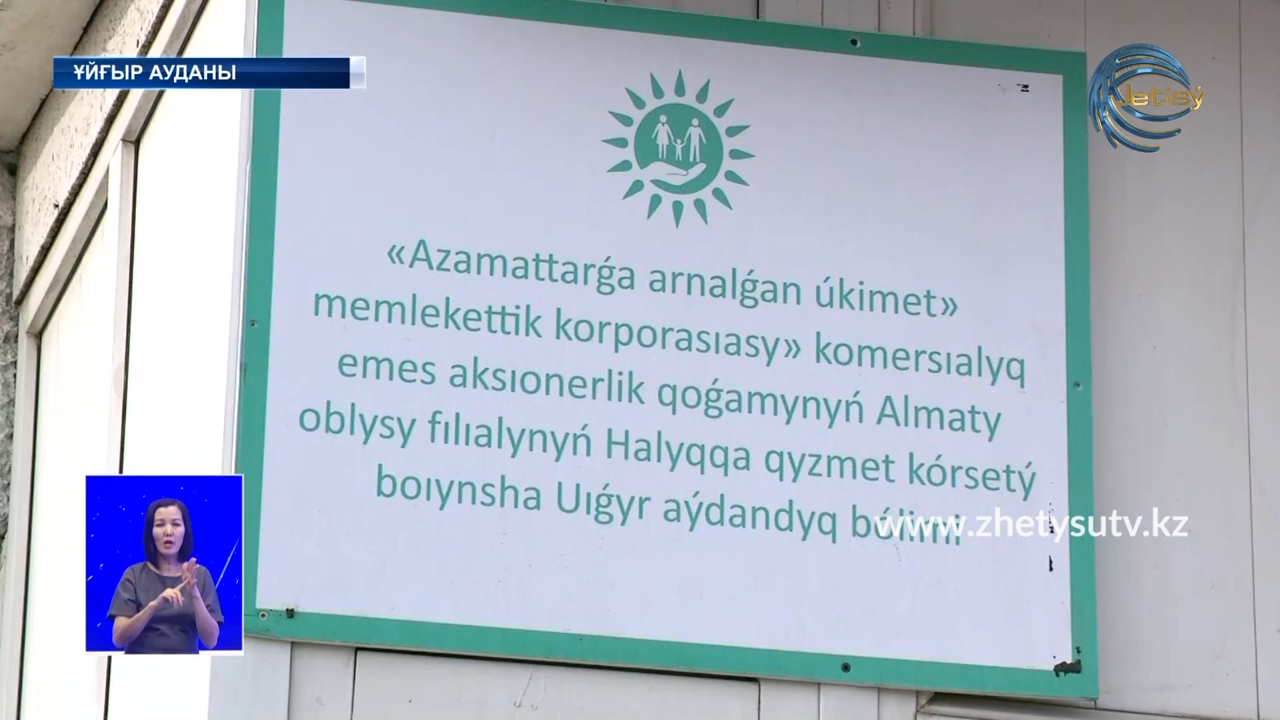 ҰЙҒЫР АУДАНЫ
Jetisý
«Azamattarǵa arnalǵan úkimet»
memlekettik korporasıasy» komersıalyq
emes aksıonerlik qoǵamynyń Almaty
oblysy fılıalynyń Halyqqa qyzmet kórsetý
boıynsha Uıǵyr aýdandyq bólimi
www.zhetysutv.kz